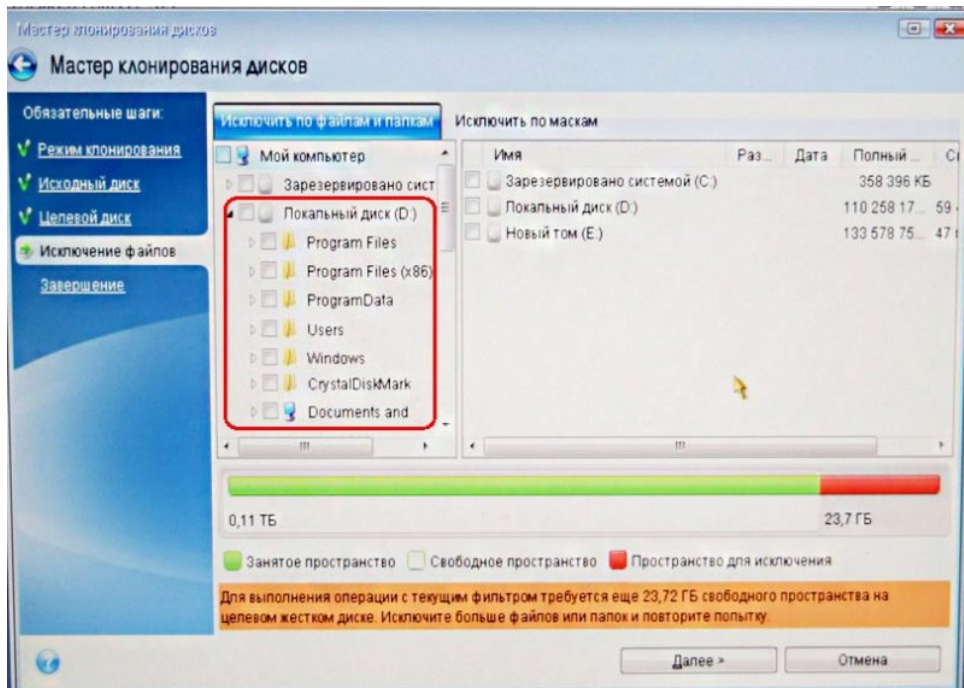 Мастер клонирования дисков
Мастер клонирования дисков
Обязательные шаги:
Режим клонирования
Исходный диск
Целевой диск
Исключение файлов
Завершение
Исключить по файлам и папкам
Исключить по маскам
Мой компьютер
Зарезервировано сист
Локальный диск (D:)
Program Files
Program Files (x86)
ProgramData
Users
Windows
CrystalDiskMark
Documents and
Имя Раз... Дата Полный ... С
Зарезервировано системой (C:) 358 396 КБ
Локальный диск (D:) 110 258 17... 59
Новый том (E:) 133 578 75... 47
0,11 ТБ 23,7 ГБ
Занятое пространство Свободное пространство Пространство для исключения
Для выполнения операции с текущим фильтром требуется еще 23,72 ГБ свободного пространства на
целевом жестком диске. Исключите больше файлов или папок и повторите попытку.
Далее > Отмена